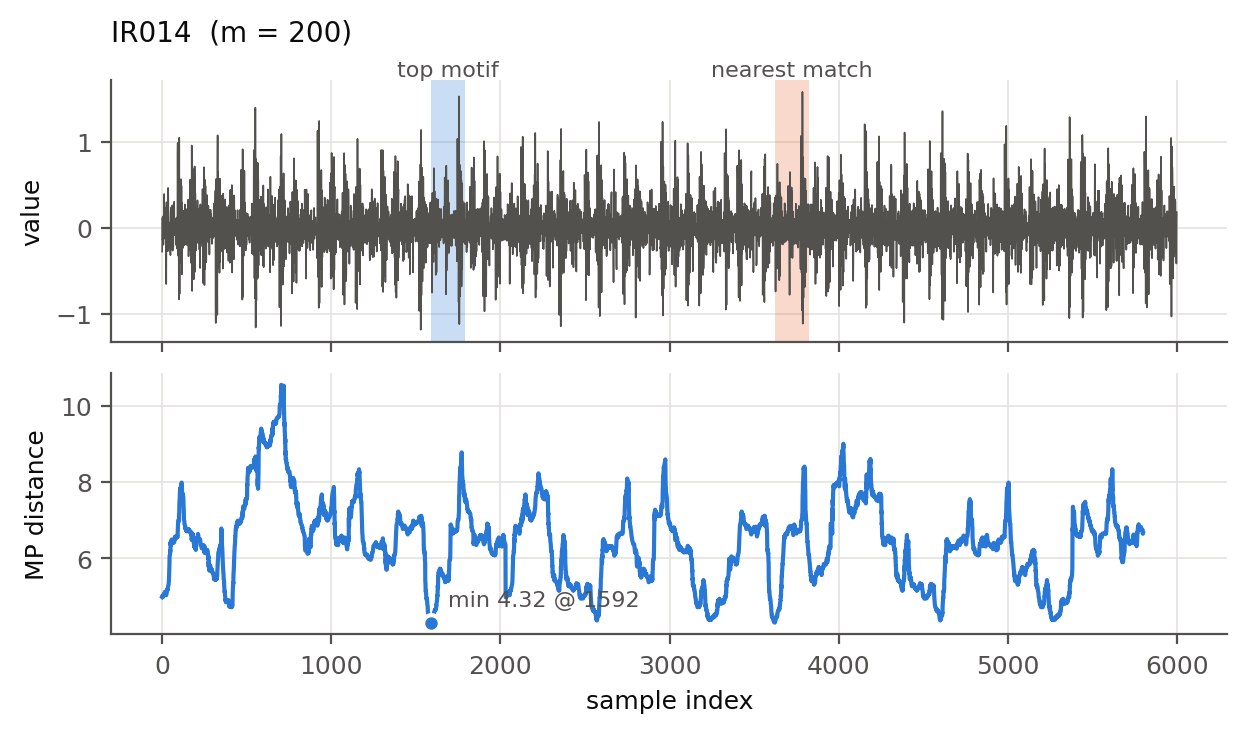 IR014  (m = 200)
top motif
nearest match
value
1
0
−1
MP distance
10
8
6
min 4.32 @ 1592
0
1000
2000
3000
4000
5000
6000
sample index